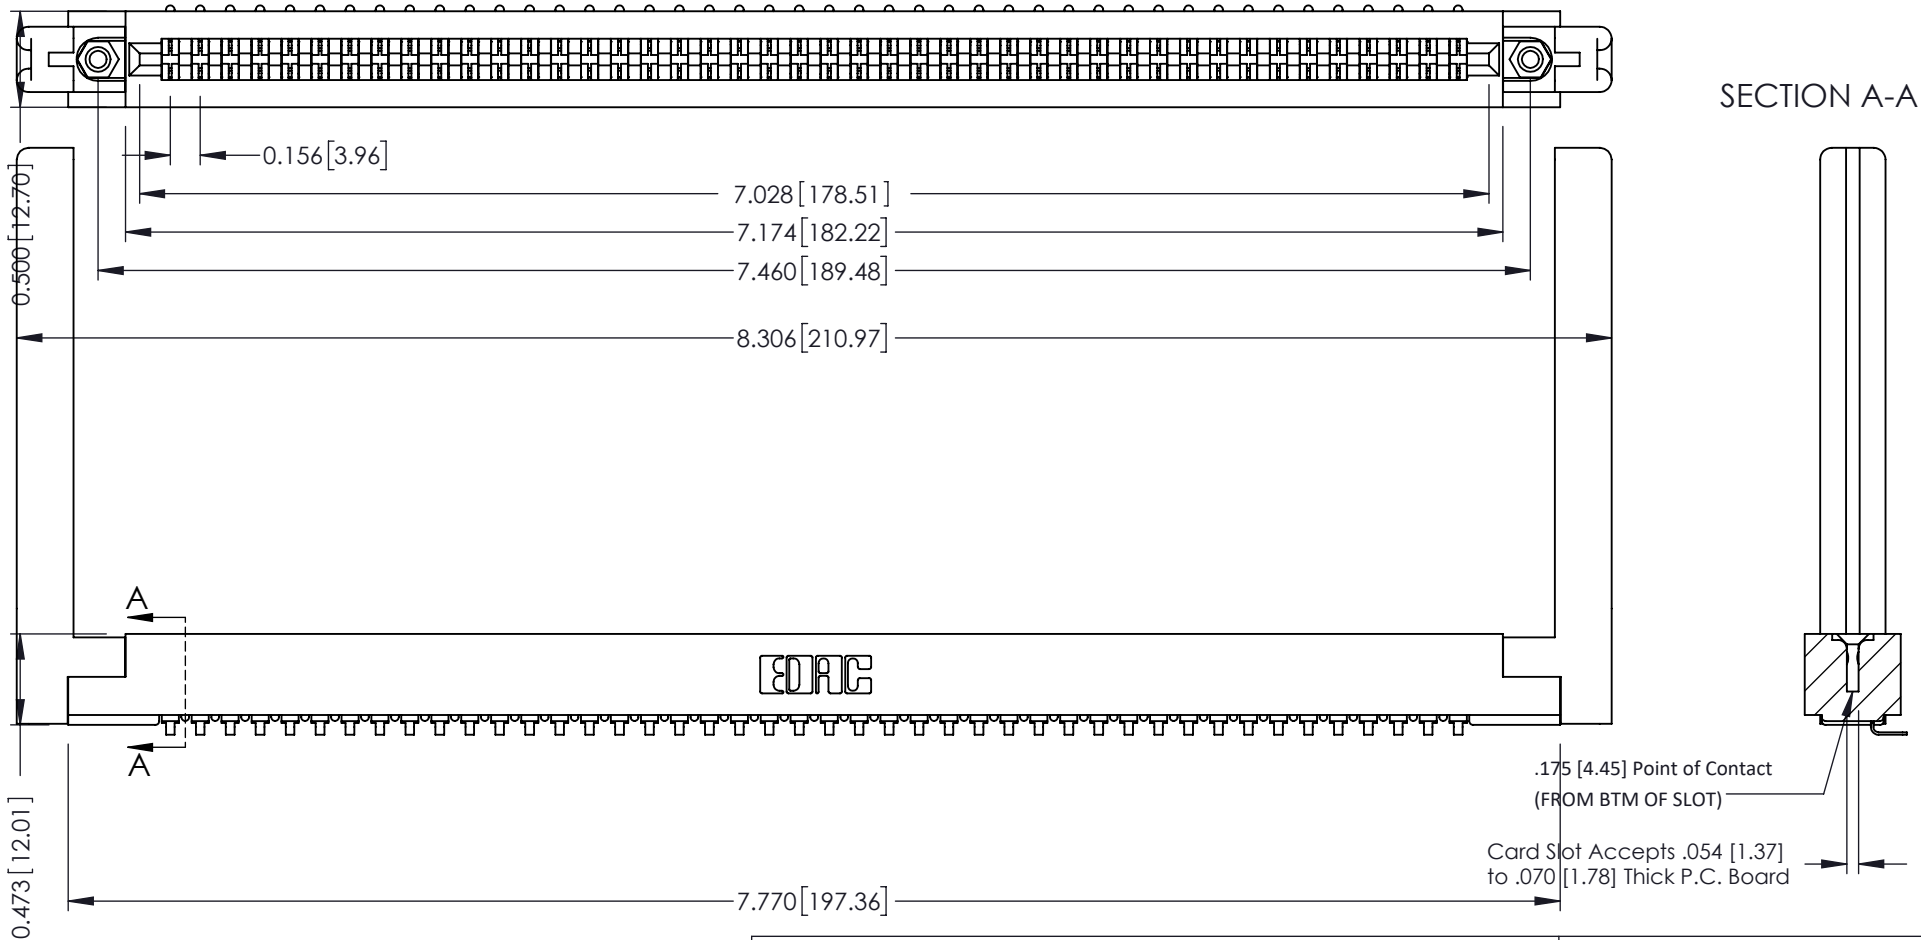 SECTION A-A
0.156[3.96]
7.028[178.51]
0.500[12.70]
7.174[182.22]
7.460[189.48]
8.306[210.97]
A
EDAC
A
.175 [4.45] Point of Contact
(FROM BTM OF SLOT)
0.473[12.01]
Card Slot Accepts .054 [1.37]
to .070 [1.78] Thick P.C. Board
7.770[197.36]